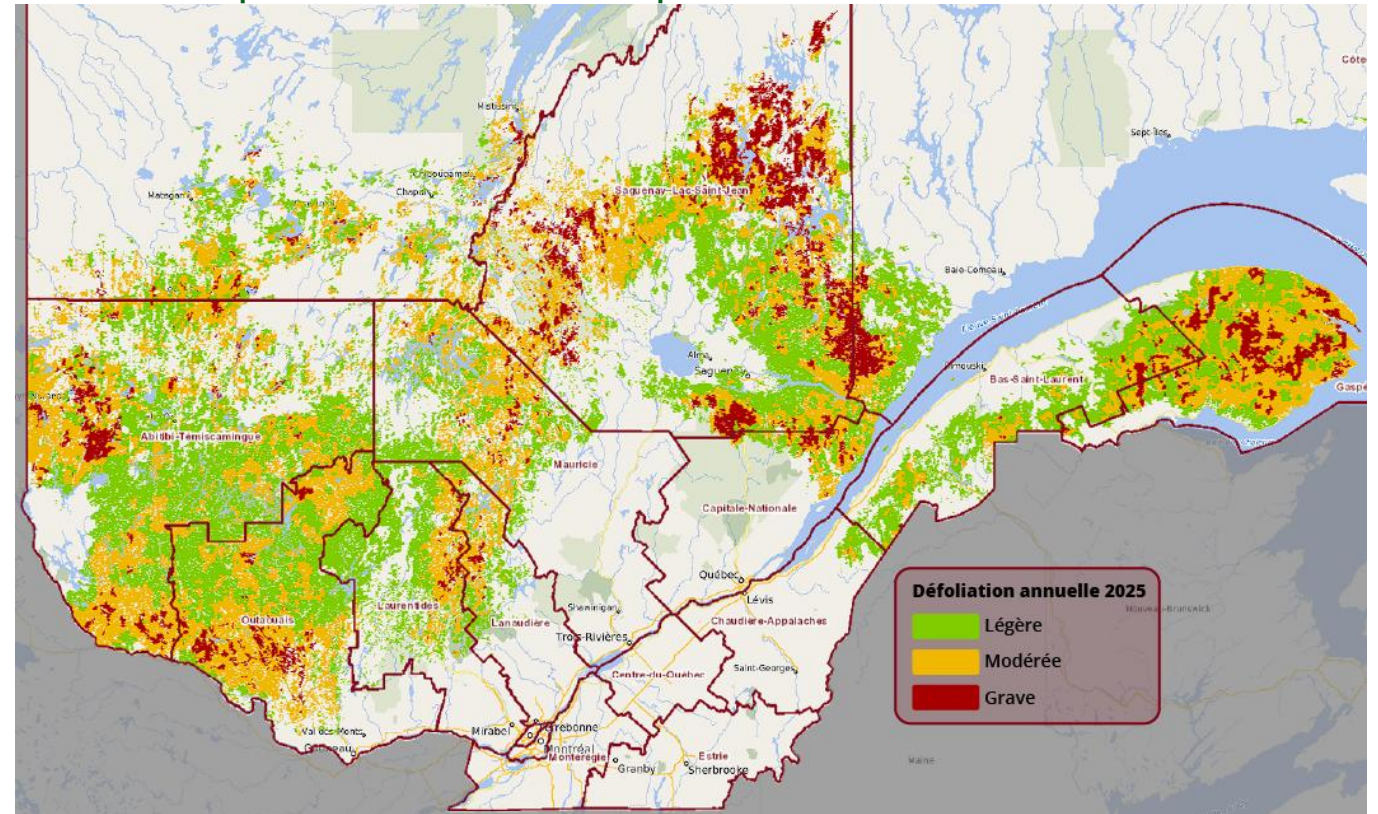 Côte
Mistissini
Sept-Îles
Chibougamau
Matagami
Chapais
Saguenay–Lac-Saint-Jean
Baie-Comeau
Fleuve Saint-Laurent
Alma
Saguenay
Rimouski
Bas-Saint-Laurent
Gaspé
Abitibi-Témiscamingue
Mauricie
Capitale-Nationale
Québec
Lévis
Outaouais
Laurentides
Lanaudière
Shawinigan
Trois-Rivières
Chaudière-Appalaches
Défoliation annuelle 2025
Légère
Modérée
Grave
Nouveau-Brunswick
Saint-Georges
Centre-du-Québec
Val-des-Monts
Gatineau
Mirabel
Terrebonne
Montréal
Montérégie
Granby
Estrie
Sherbrooke
Maine